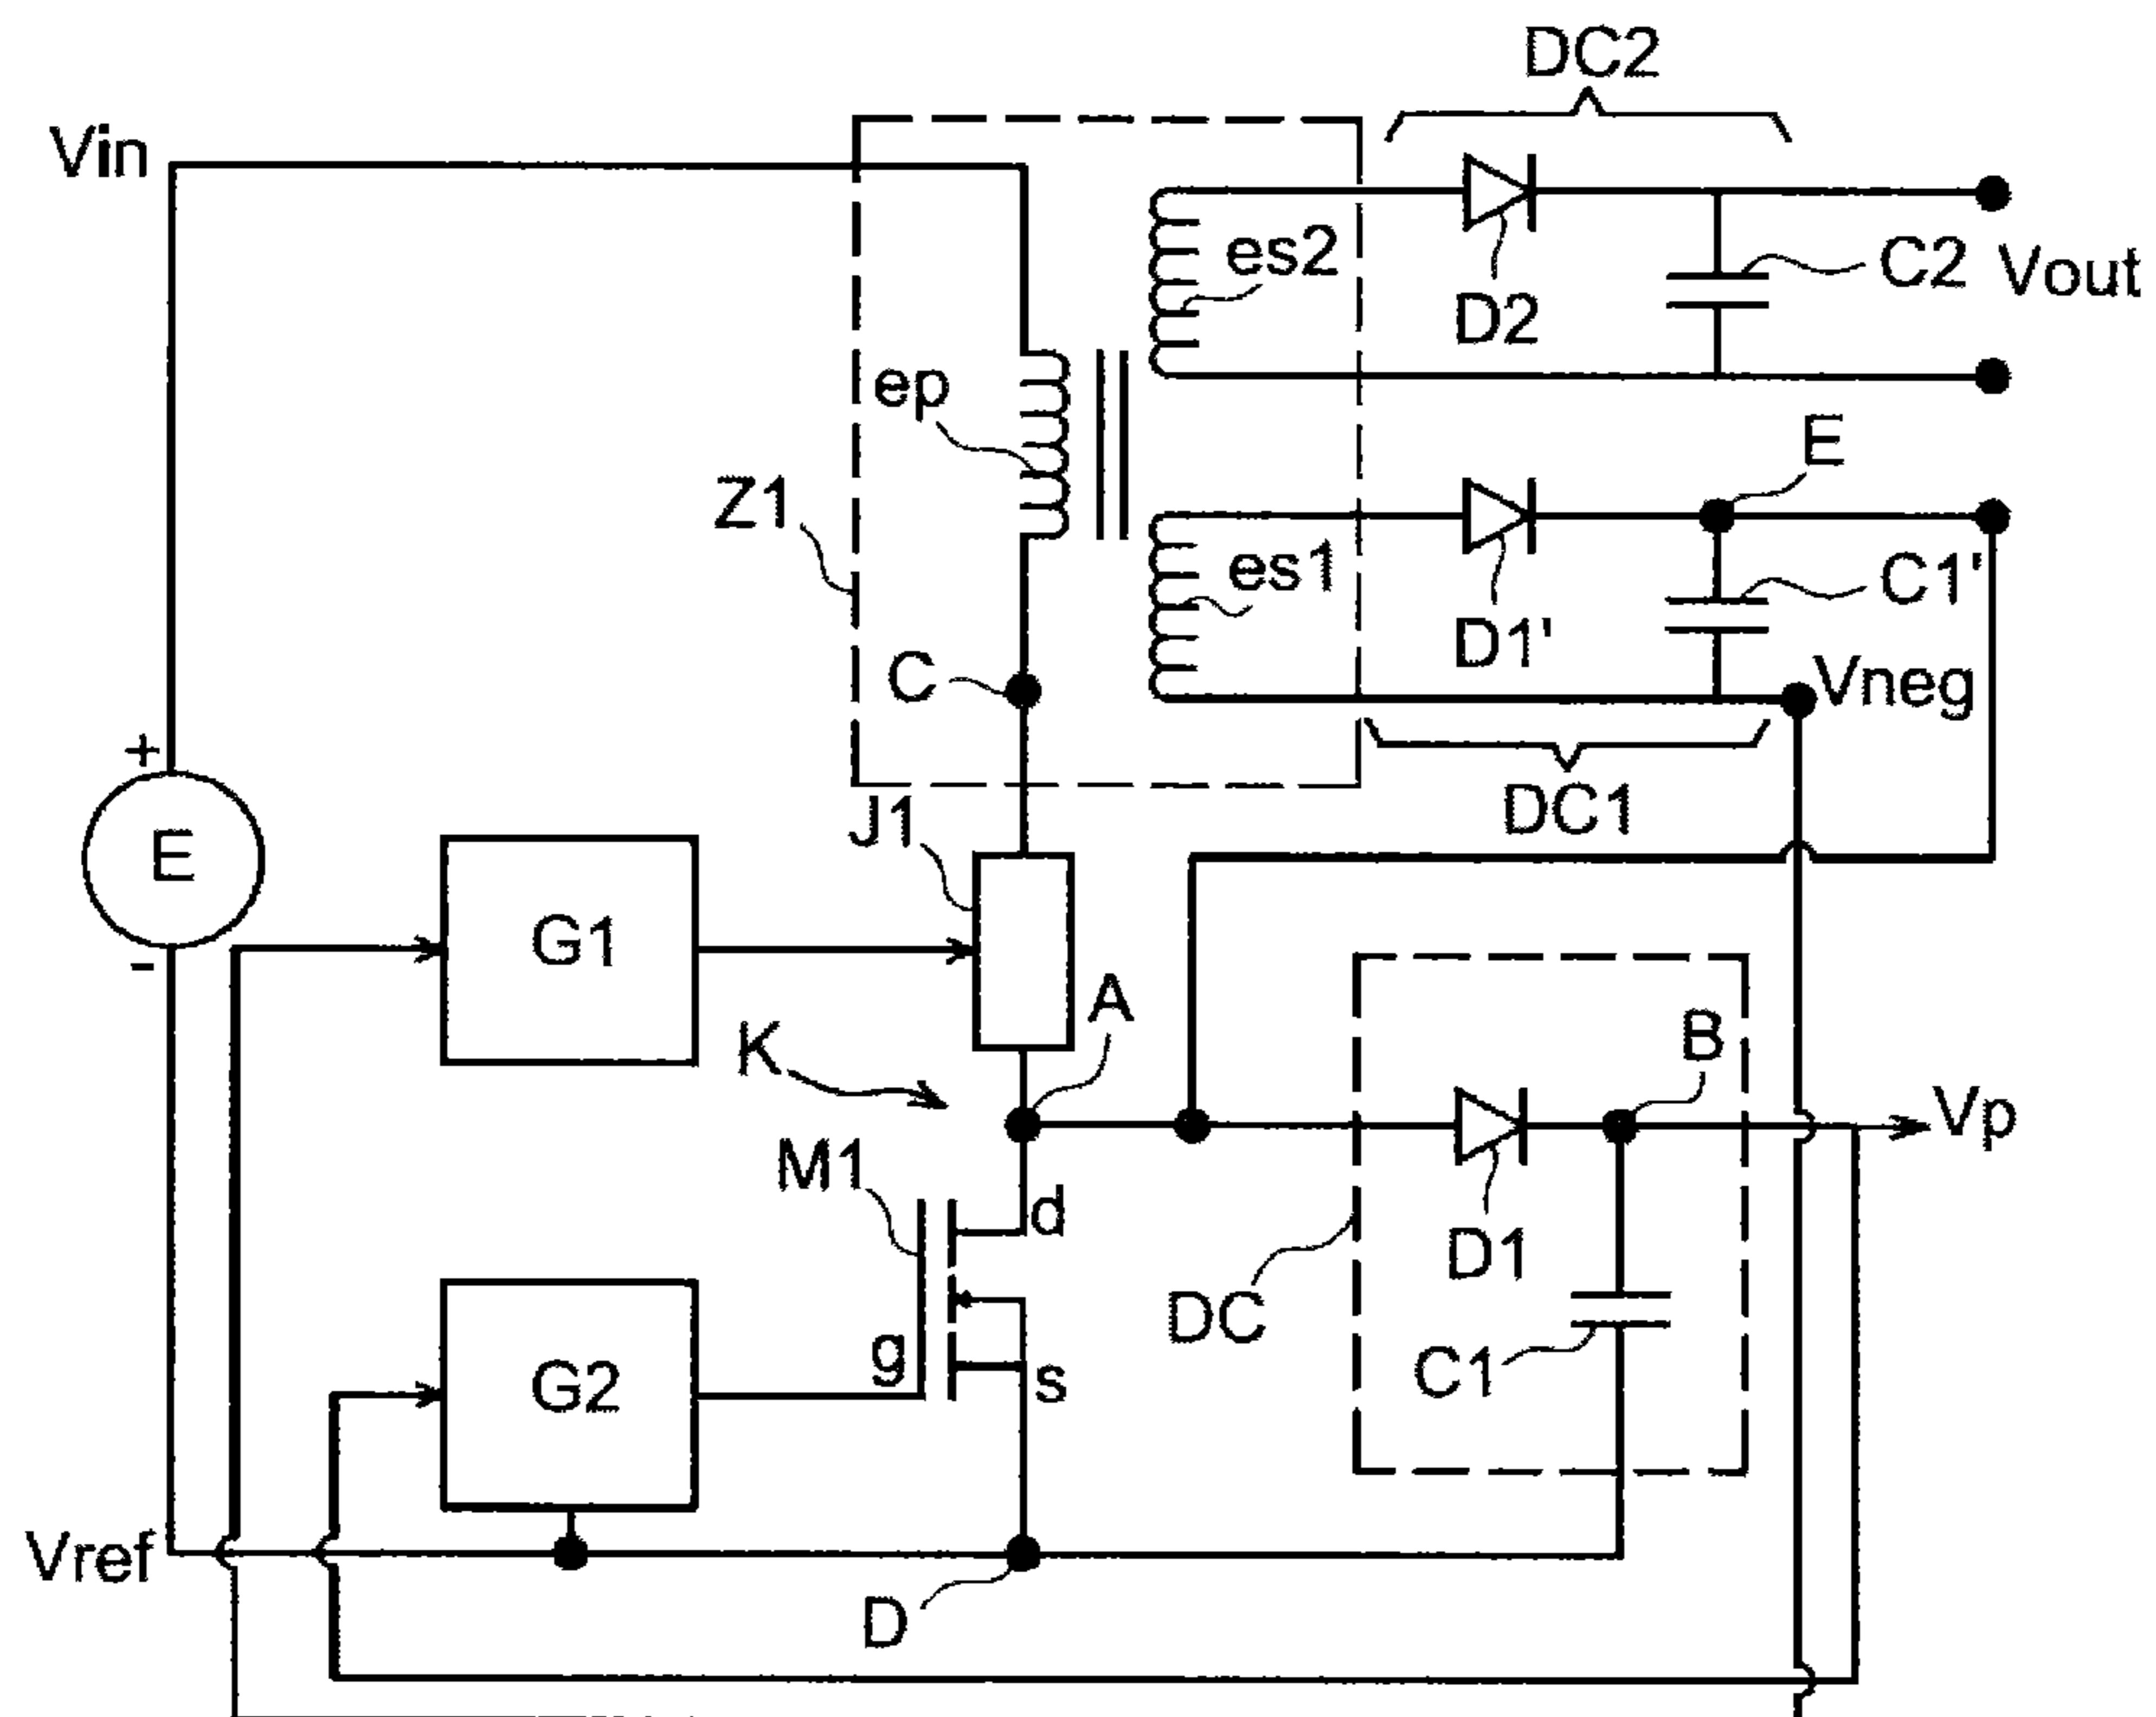 DC2
Vin
es2
C2
Vout
D2
ep
E
Z1
es1
C1'
D1'
C
Vneg
+
DC1
J1
E
G1
-
A
K
B
Vp
M1
d
D1
DC
g
G2
s
C1
Vref
D